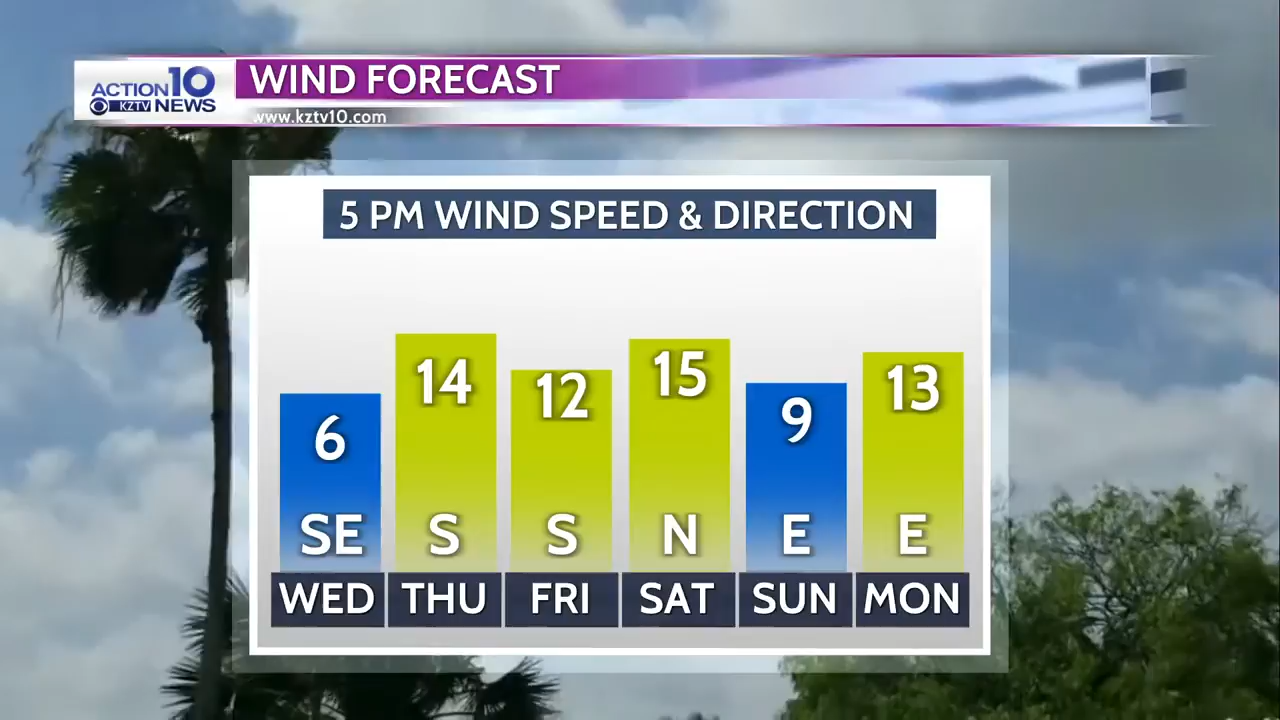 ACTION 10
KZTV NEWS
WIND FORECAST
www.kztv10.com
5 PM WIND SPEED & DIRECTION
6 14 12 15 9 13
SE S S N E E
WED THU FRI SAT SUN MON